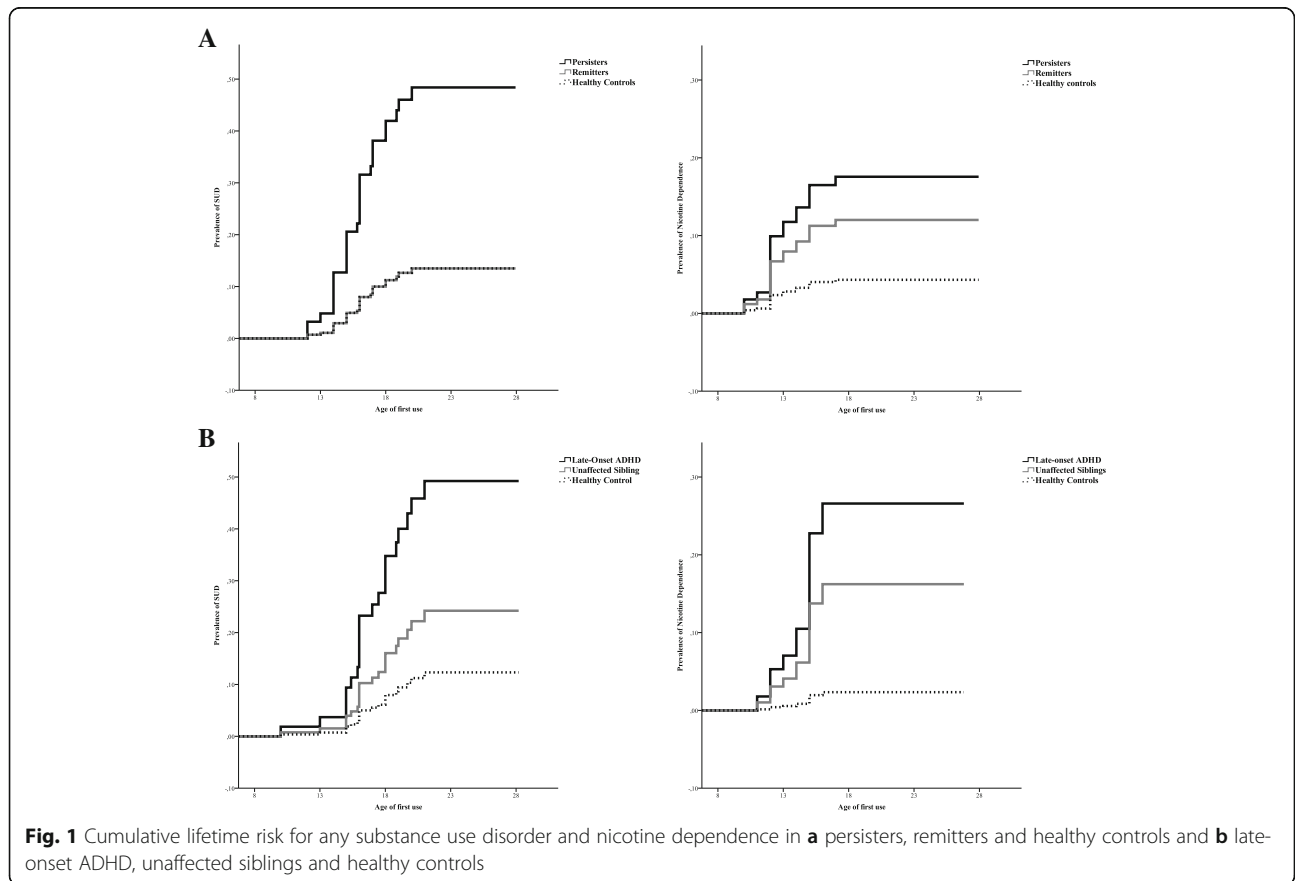 A
Persisters
Remitters
Healthy Controls
,50
,40
,30
,20
,10
,00
-,10
Prevalence of SUD
8 13 18 23 28
Age of first use
Persisters
Remitters
Healthy controls
,30
,20
,10
,00
-,10
Prevalence of Nicotine Dependence
8 13 18 23 28
Age of first use
B
Late-Onset ADHD
Unaffected Sibling
Healthy Control
,50
,40
,30
,20
,10
,00
-,10
Prevalence of SUD
8 13 18 23 28
Age of first use
Late-onset ADHD
Unaffected Siblings
Healthy Controls
,30
,20
,10
,00
-,10
Prevalence of Nicotine Dependence
8 13 18 23 28
Age of first use
Fig. 1 Cumulative lifetime risk for any substance use disorder and nicotine dependence in a persisters, remitters and healthy controls and b late-
onset ADHD, unaffected siblings and healthy controls